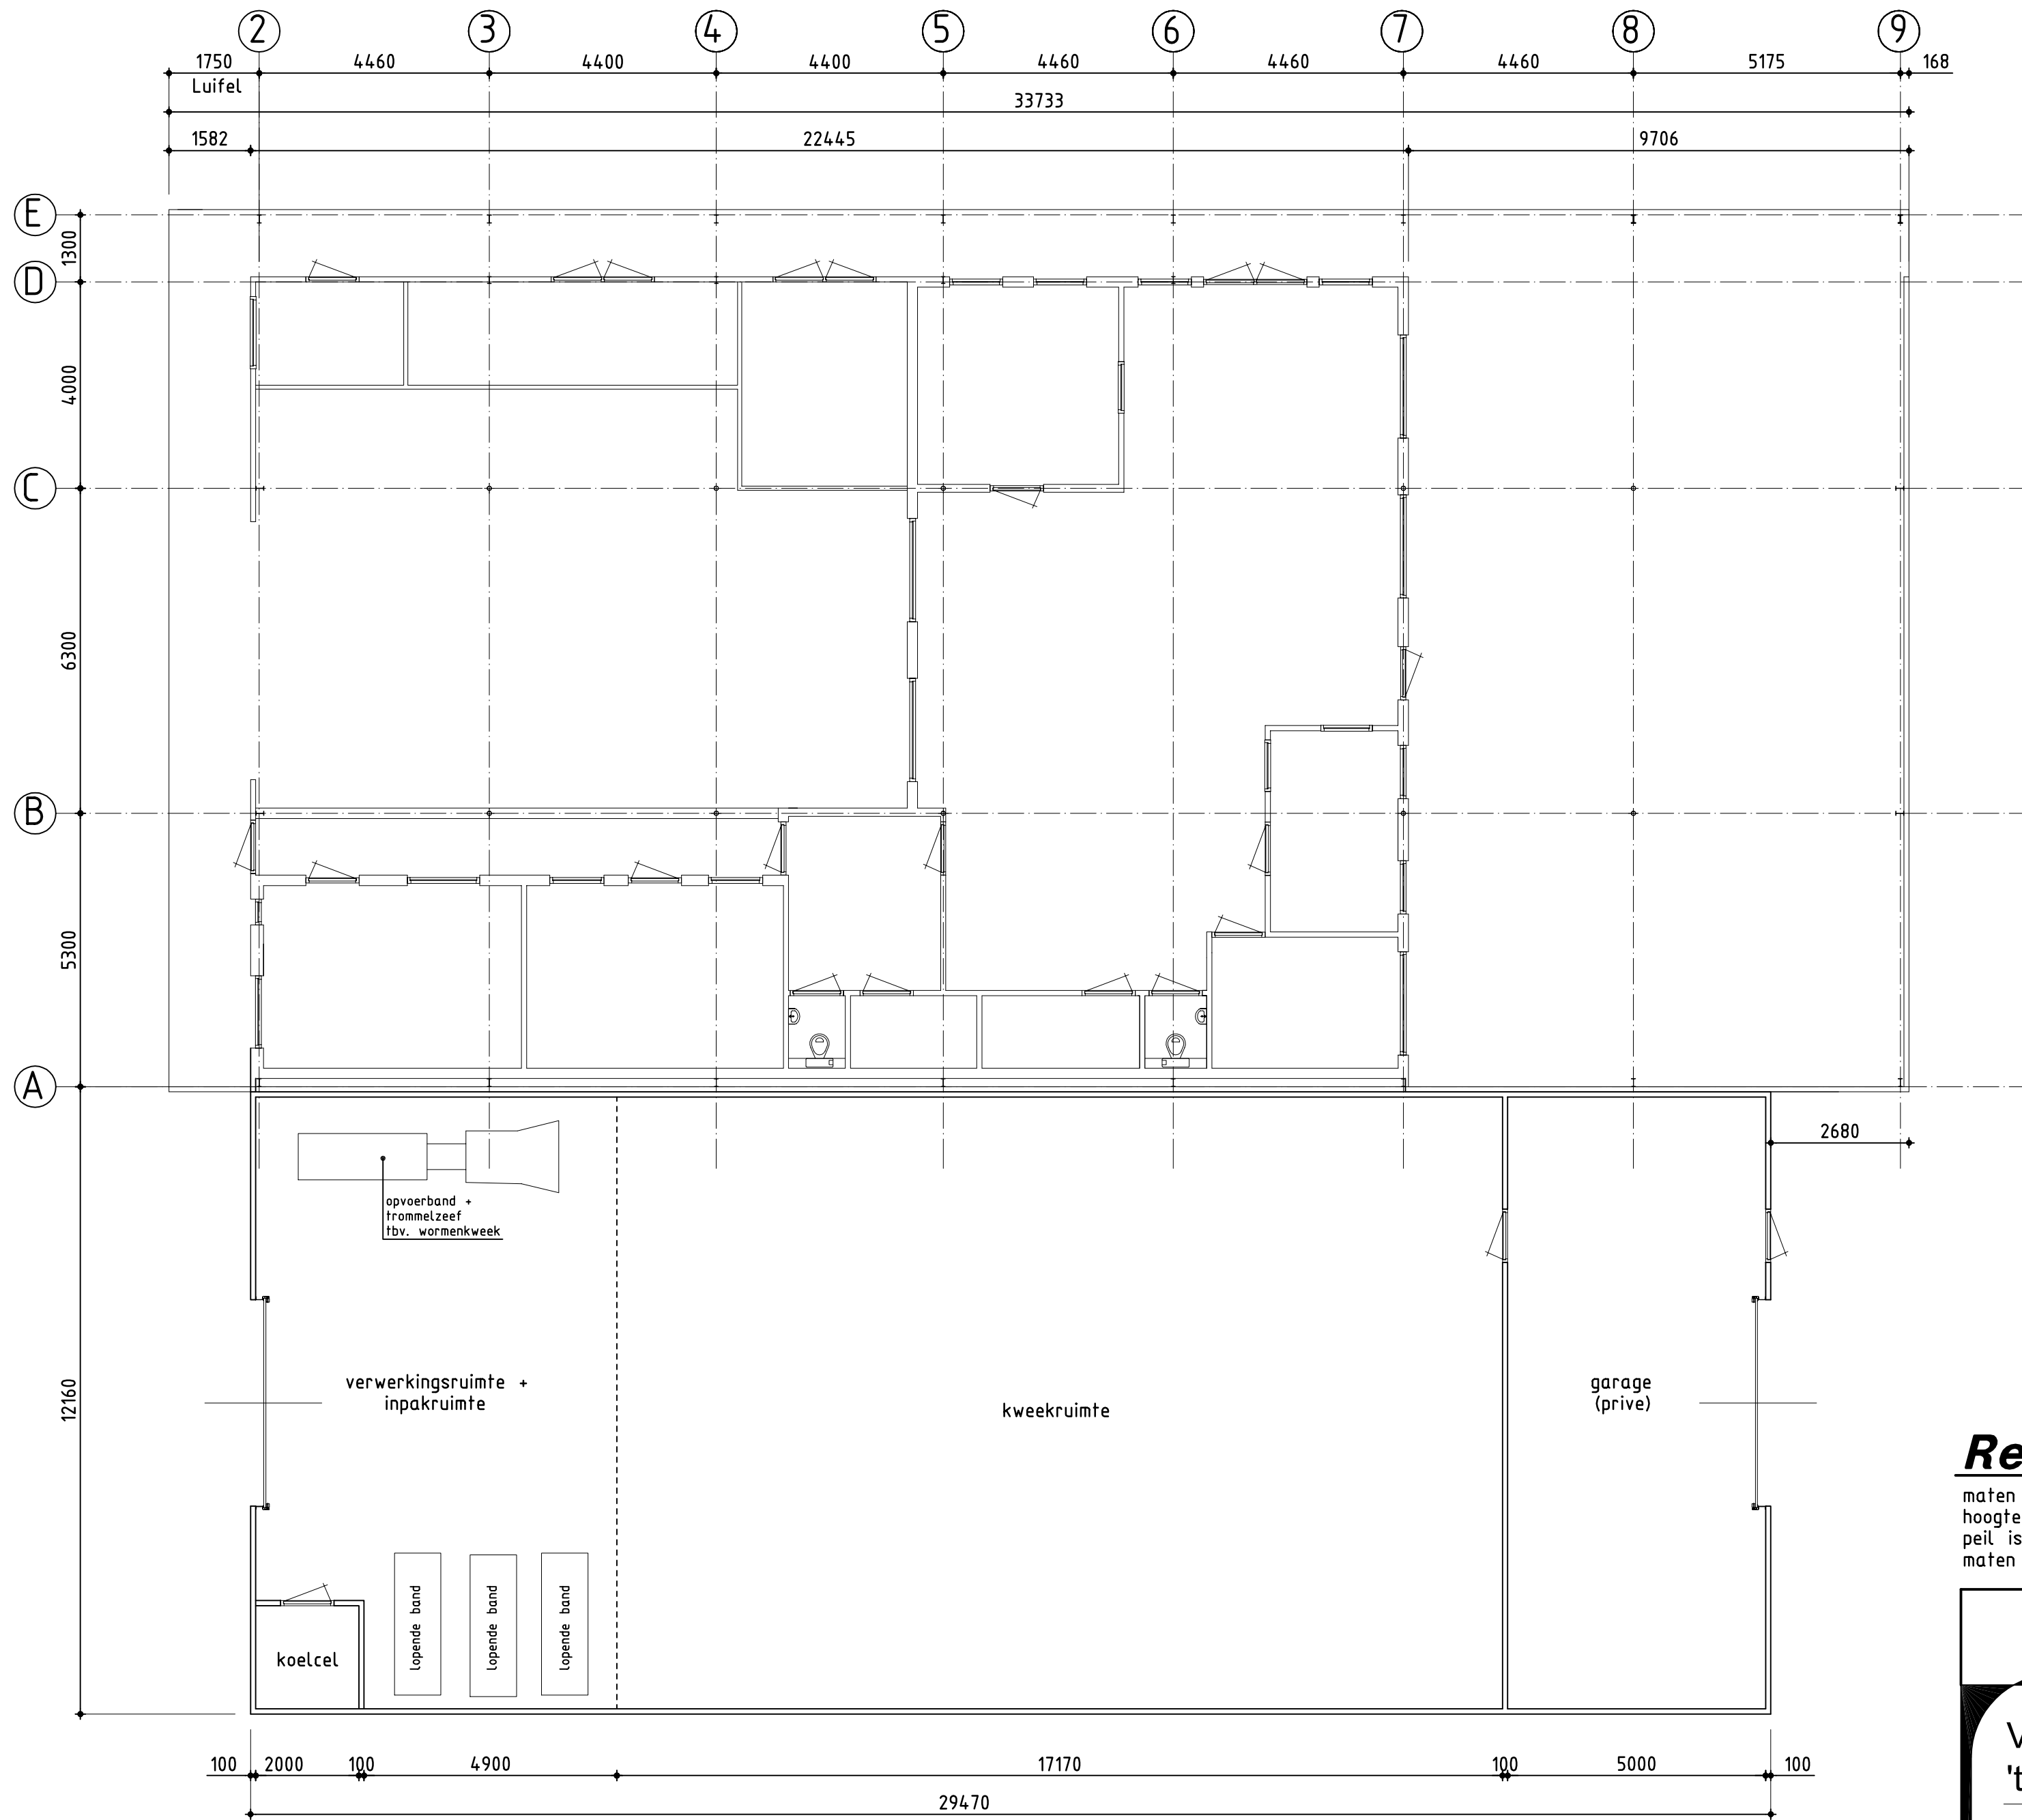 2 3 4 5 6 7 8 9
1750 4460 4400 4400 4460 4460 4460 5175 168
Luifel
33733
1582 22445 9706
E
1300
D
4000
C
6300
B
5300
A
2680
opvoerband +
trommelzeef
tbv. wormenkweek
12160
verwerkingsruimte +
inpakruimte
kweekruimte
garage
(prive)
Re
maten
hoogte
peil is
maten
lopende band
lopende band
lopende band
koelcel
V
't
100 2000 100 4900 17170 100 5000 100
29470